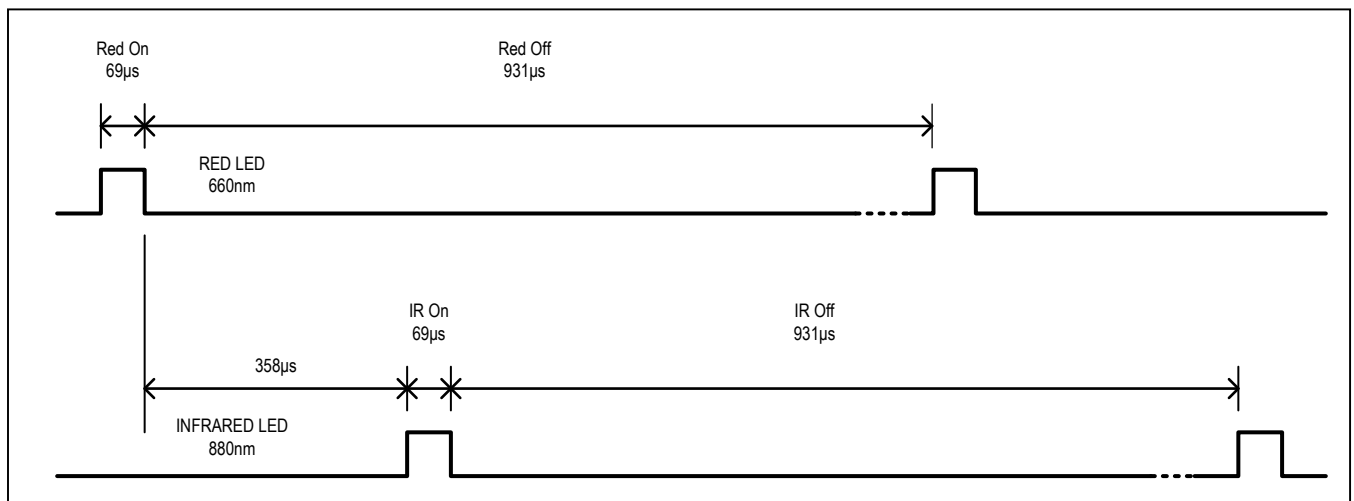 Red On
69µs
Red Off
931µs
RED LED
660nm
IR On
69µs
IR Off
931µs
358µs
INFRARED LED
880nm